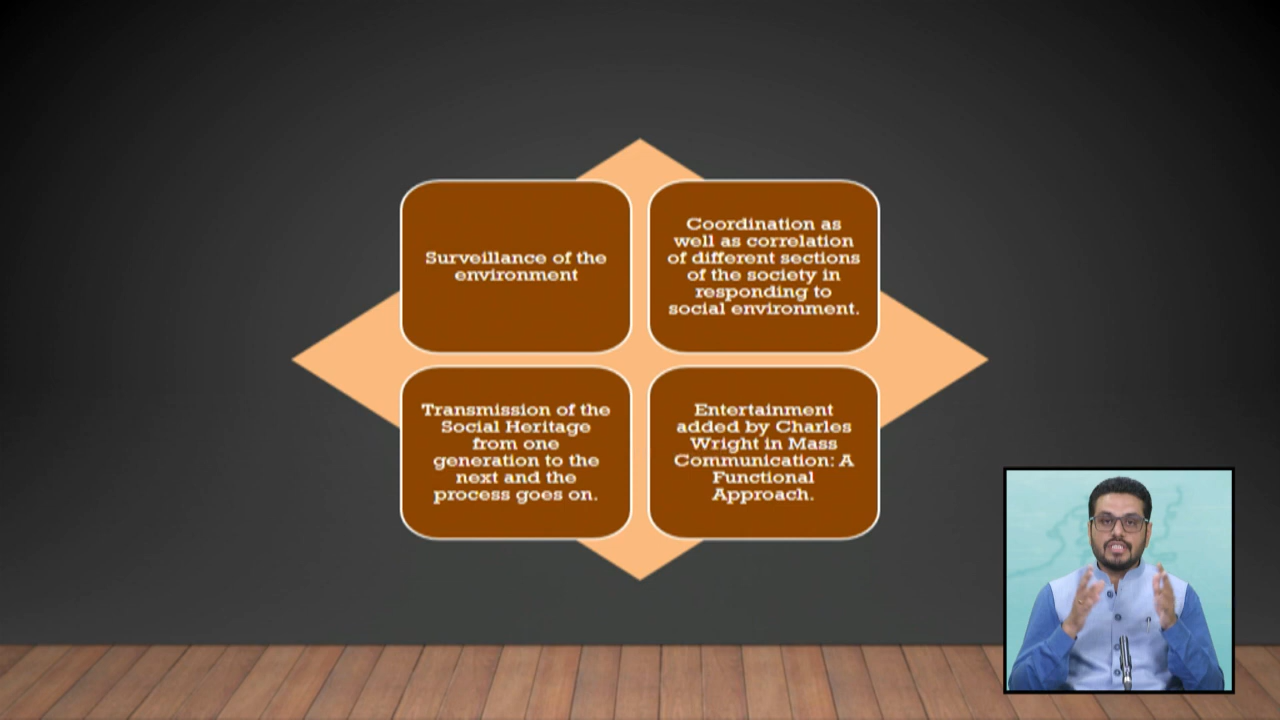 Surveillance of the
environment
Coordination as
well as correlation
of different sections
of the society in
responding to
social environment.
Transmission of the
Social Heritage
from one
generation to the
next and the
process goes on.
Entertainment
added by Charles
Wright in Mass
Communication: A
Functional
Approach.